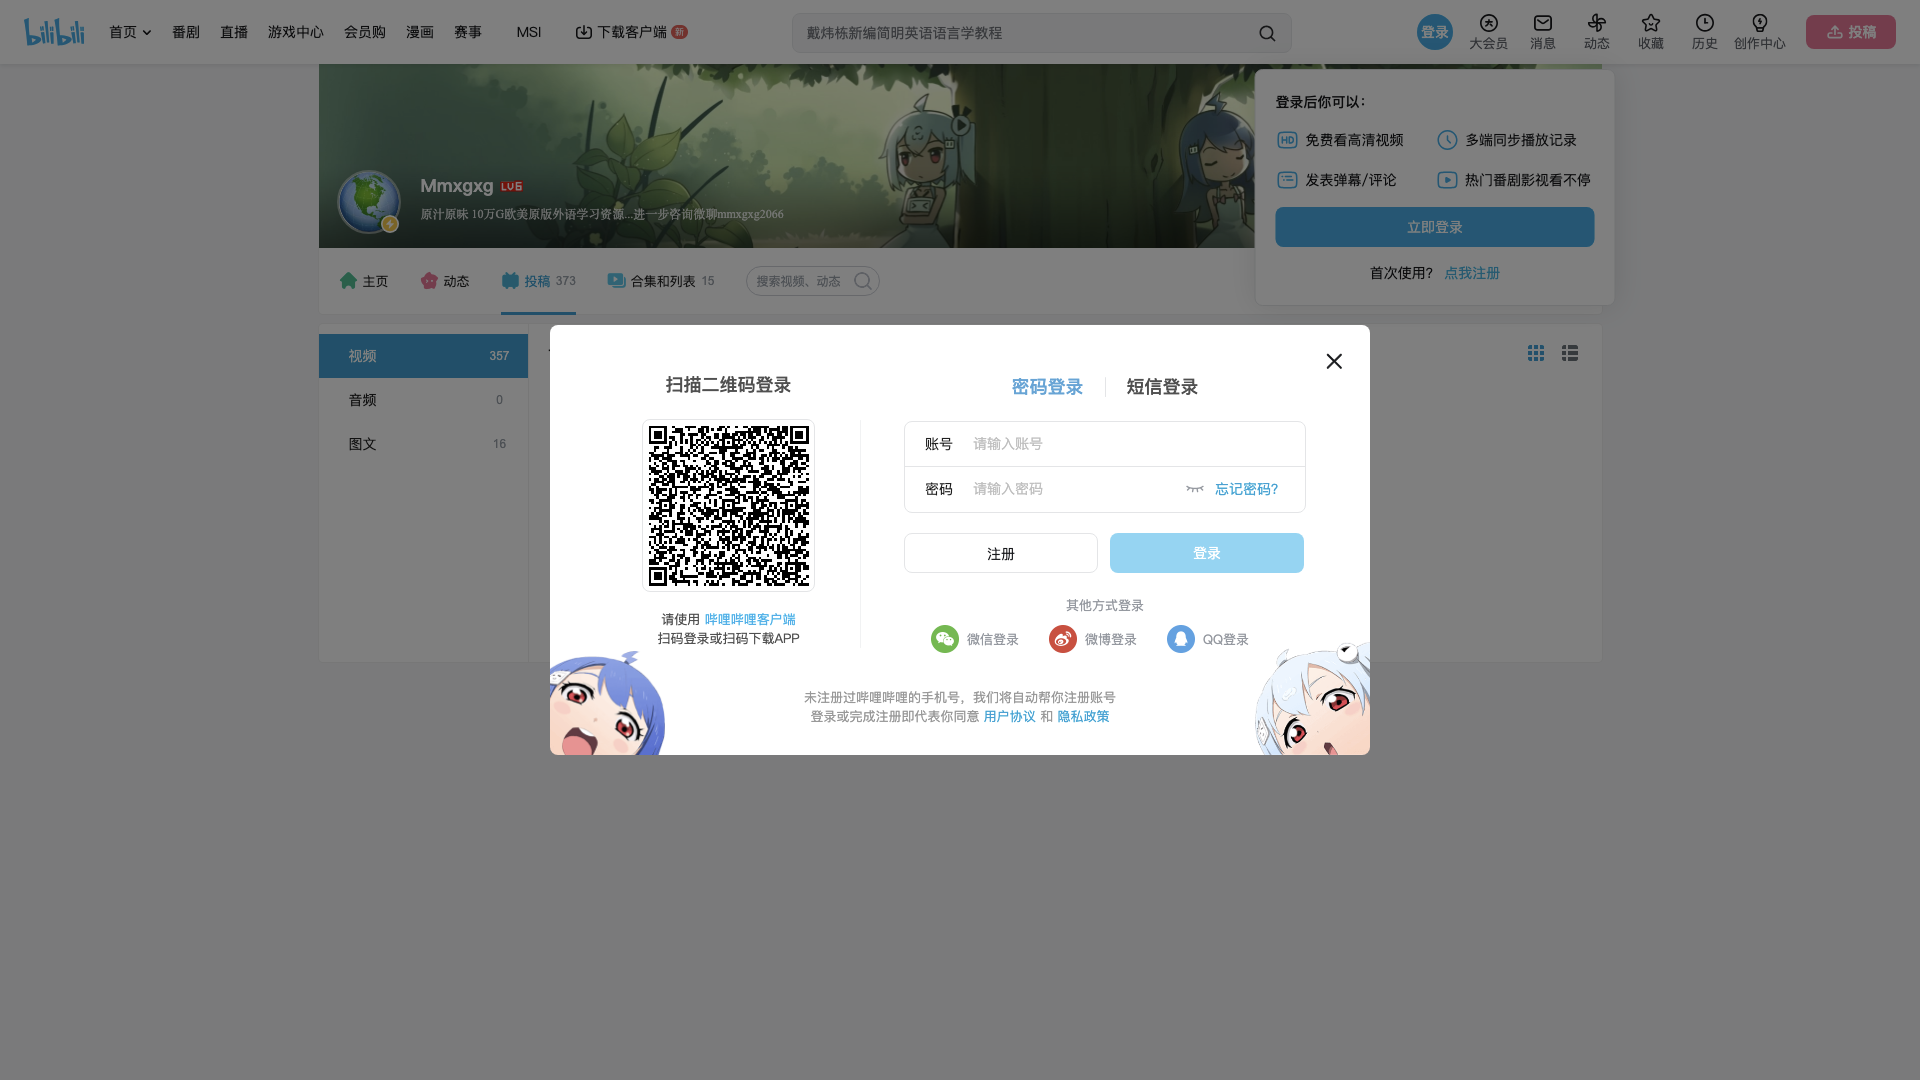 bilibili
首页
番剧
直播
游戏中心
会员购
漫画
赛事
MSI
下载客户端
新
戴炜栋新编简明英语语言学教程
登录
大会员
消息
动态
收藏
历史
创作中心
投稿
Mmxgxg LV5
原汁原味 10万G欧美原版外语学习资源...进一步咨询微聊mmxgxg2066
登录后你可以：
HD 免费看高清视频
多端同步播放记录
发表弹幕/评论
热门番剧影视看不停
立即登录
首次使用？ 点我注册
主页
动态
投稿 373
合集和列表 15
搜索视频、动态
视频 357
音频 0
图文 16
扫描二维码登录
请使用 哔哩哔哩客户端
扫码登录或扫码下载APP
密码登录
短信登录
账号 请输入账号
密码 请输入密码 忘记密码？
注册
登录
其他方式登录
微信登录
微博登录
QQ登录
未注册过哔哩哔哩的手机号，我们将自动帮你注册账号
登录或完成注册即代表你同意 用户协议 和 隐私政策